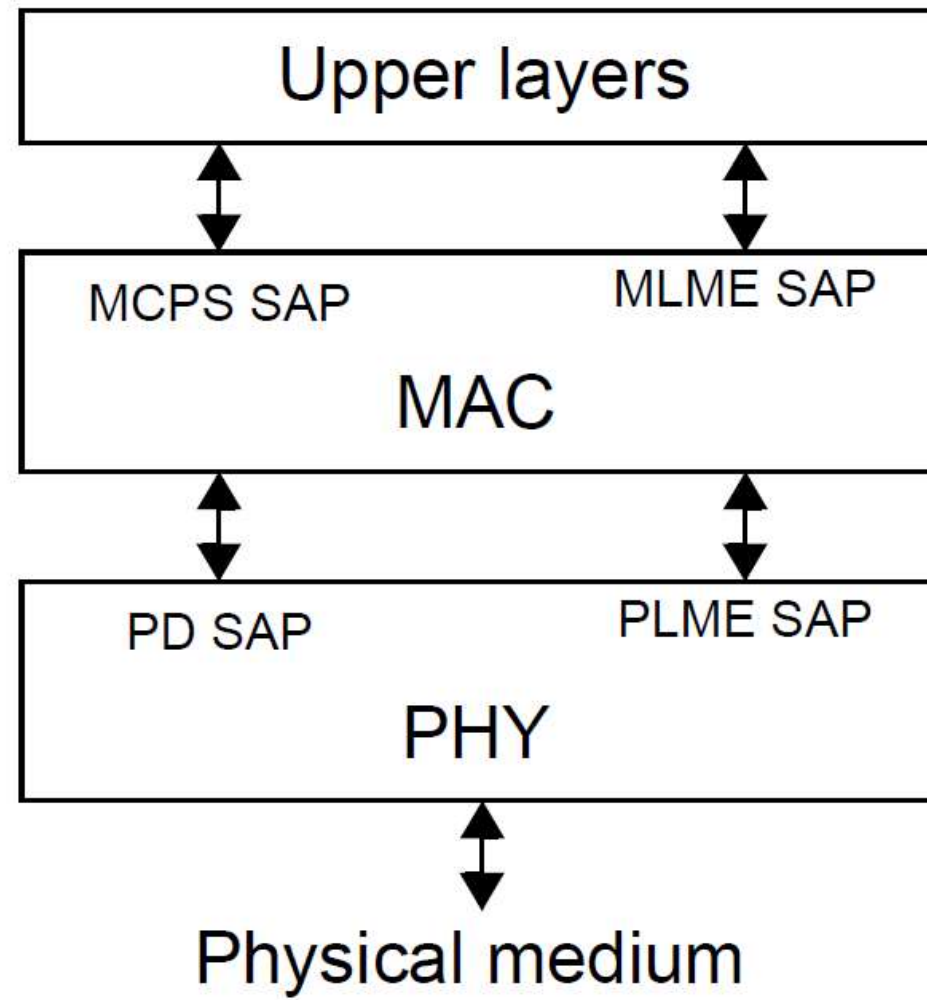 Upper layers
MCPS SAP
MLME SAP
MAC
PD SAP
PLME SAP
PHY
Physical medium